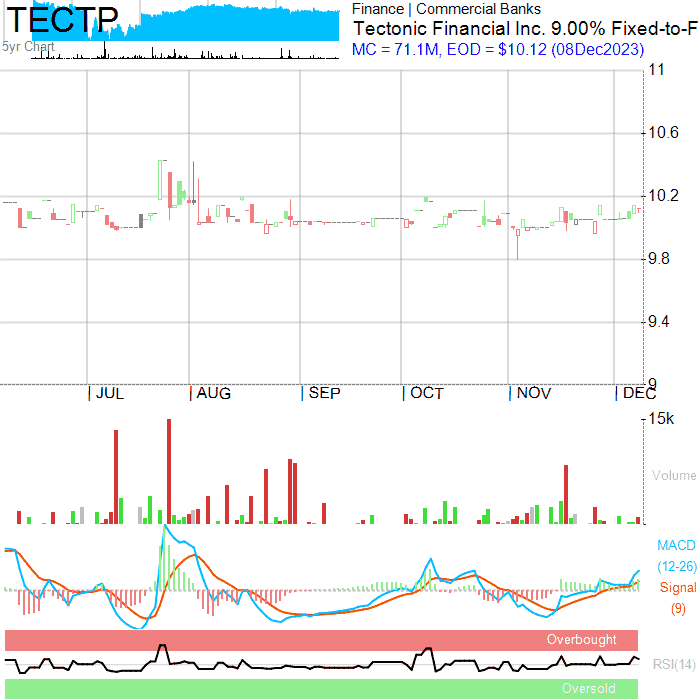 TECTP
5yr Chart
Finance | Commercial Banks
Tectonic Financial Inc. 9.00% Fixed-to-F
MC = 71.1M, EOD = $10.12 (08Dec2023)
11
10.6
10.2
9.8
9.4
9
JUL AUG SEP OCT NOV DEC
15k
Volume
MACD
(12-26)
Signal
(9)
Overbought
RSI(14)
Oversold